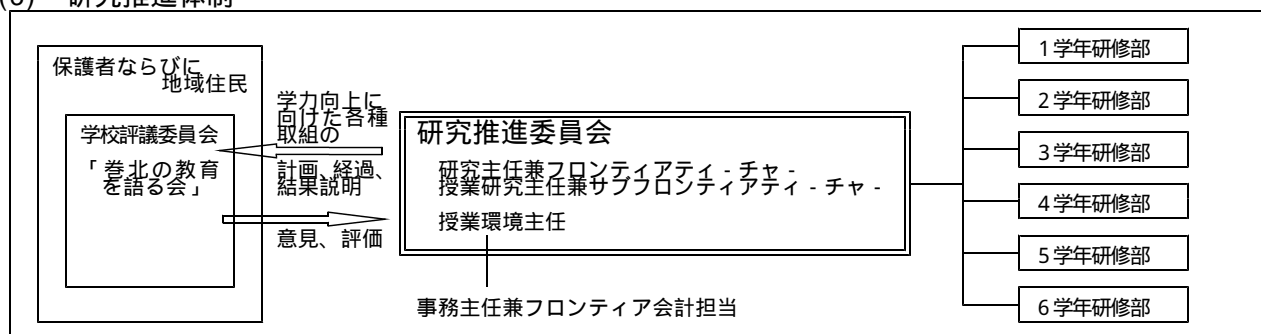 (6) 研究推進体制
保護者ならびに
地域住民
学校評議委員会
「巻北の教育
を語る会」
学力向上に
向けた各種
取組の
計画、経過、
結果説明
意見、評価
研究推進委員会
研究主任兼フロンティアティ-チャ-
授業研究主任兼サブフロンティアティ-チャ-
授業環境主任
事務主任兼フロンティア会計担当
1学年研修部
2学年研修部
3学年研修部
4学年研修部
5学年研修部
6学年研修部